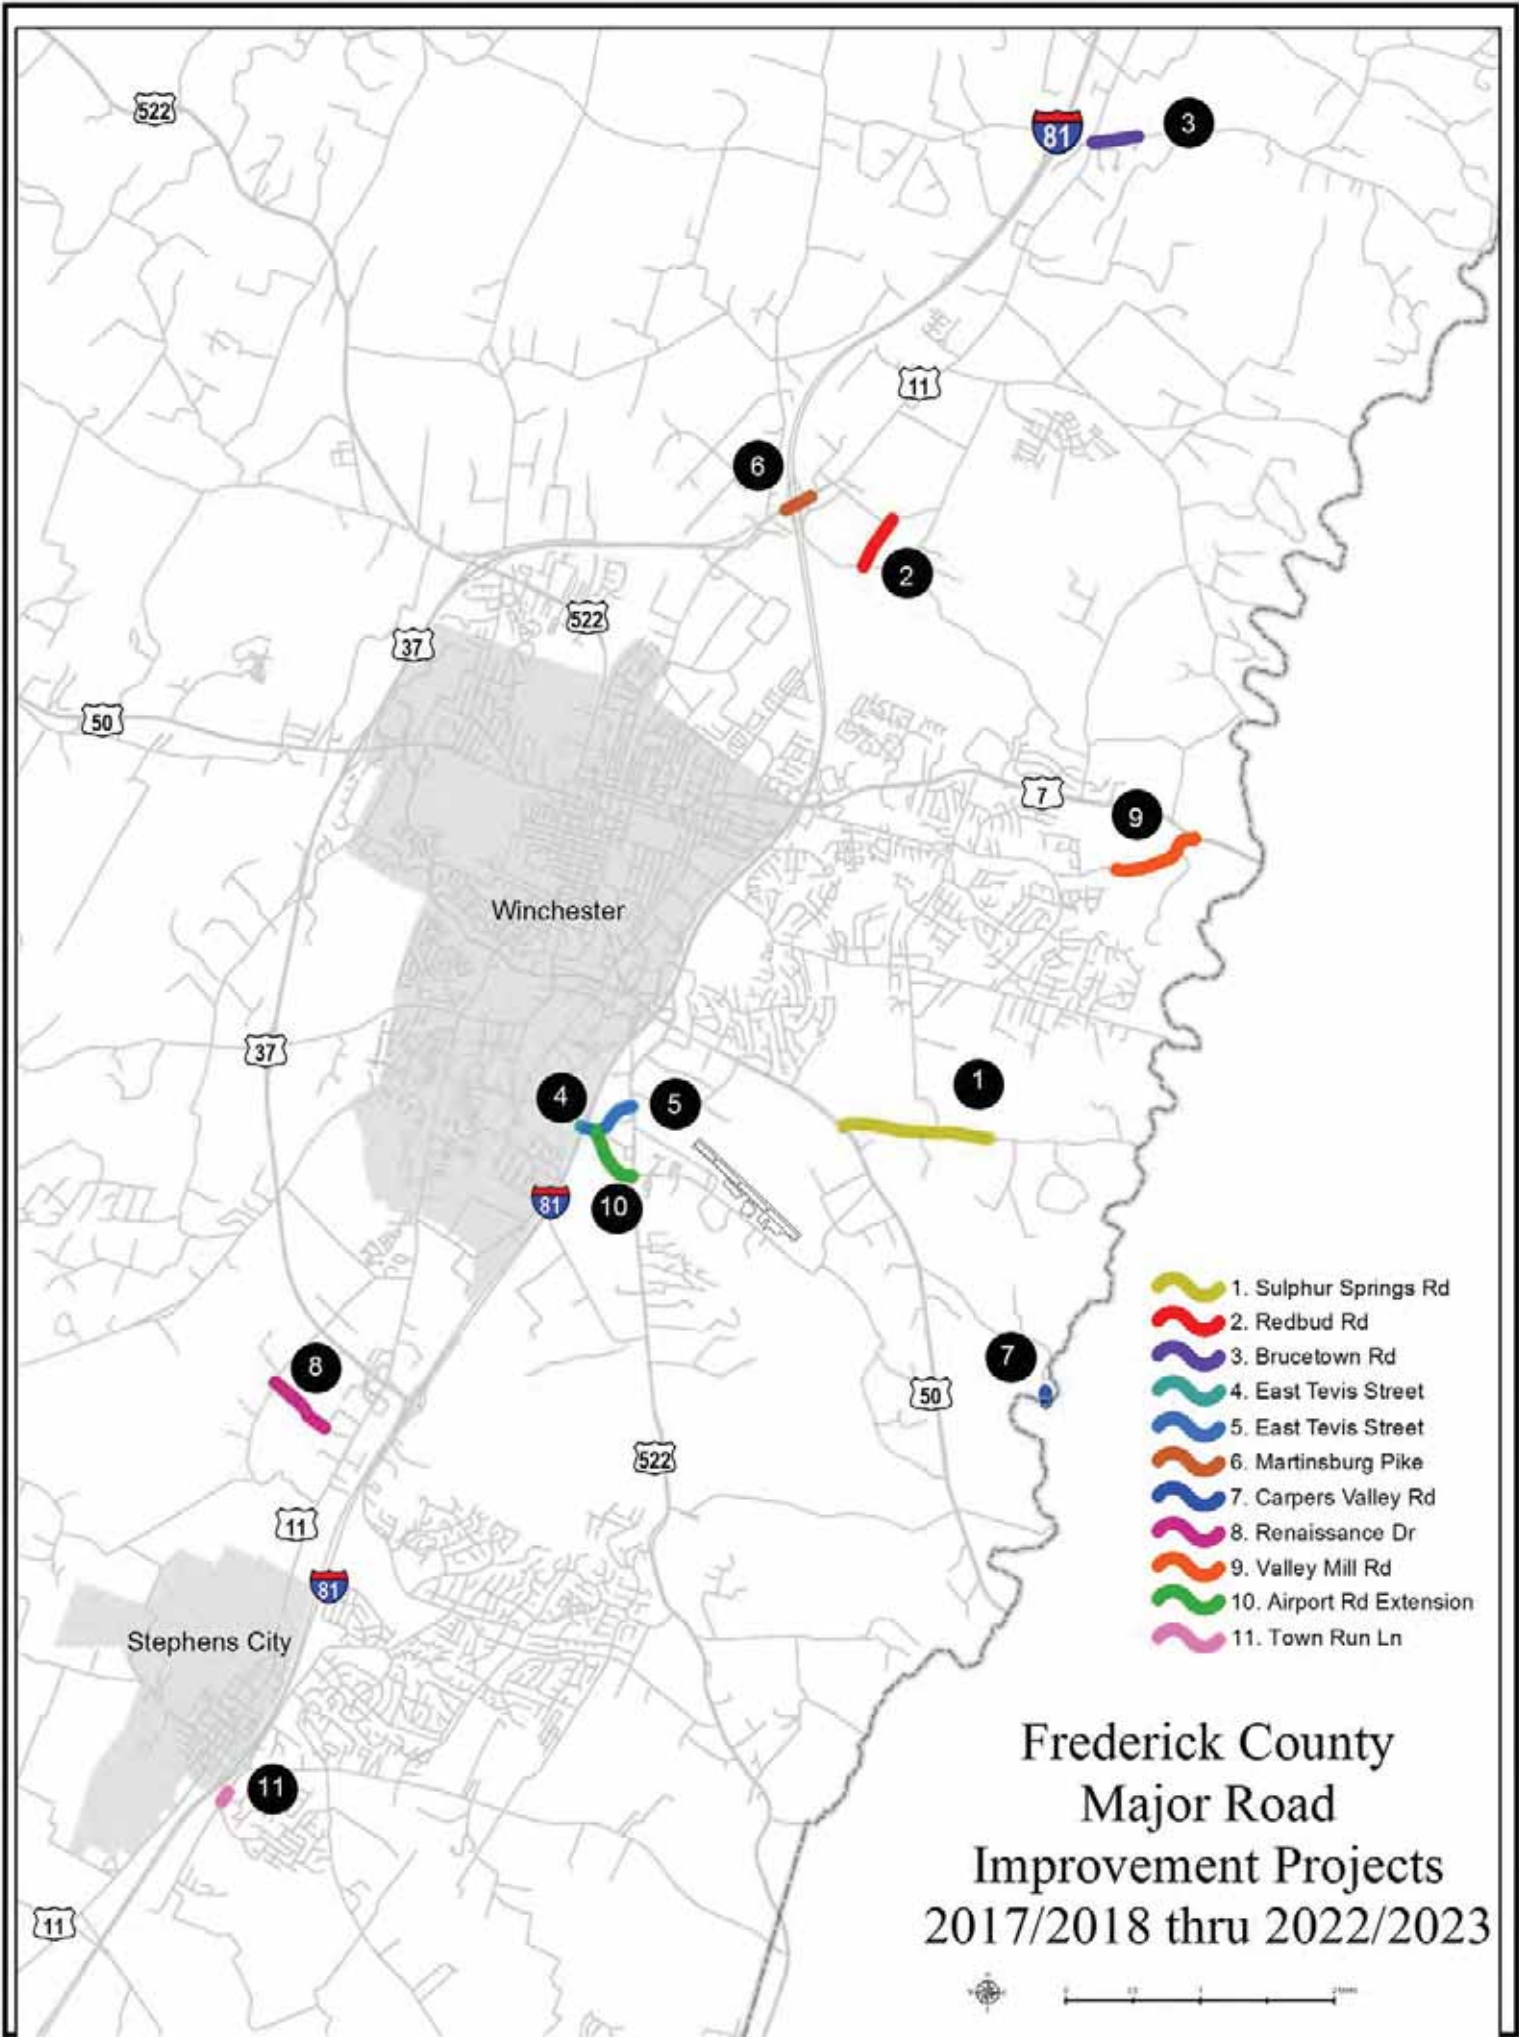 522
81
3
11
6
2
522
37
50
7
9
Winchester
37
1
4
5
81
10
1. Sulphur Springs Rd
2. Redbud Rd
3. Brucetown Rd
4. East Tevis Street
5. East Tevis Street
6. Martinsburg Pike
7. Carpers Valley Rd
8. Renaissance Dr
9. Valley Mill Rd
10. Airport Rd Extension
11. Town Run Ln
7
8
50
522
11
81
Stephens City
11
11
Frederick County
Major Road
Improvement Projects
2017/2018 thru 2022/2023